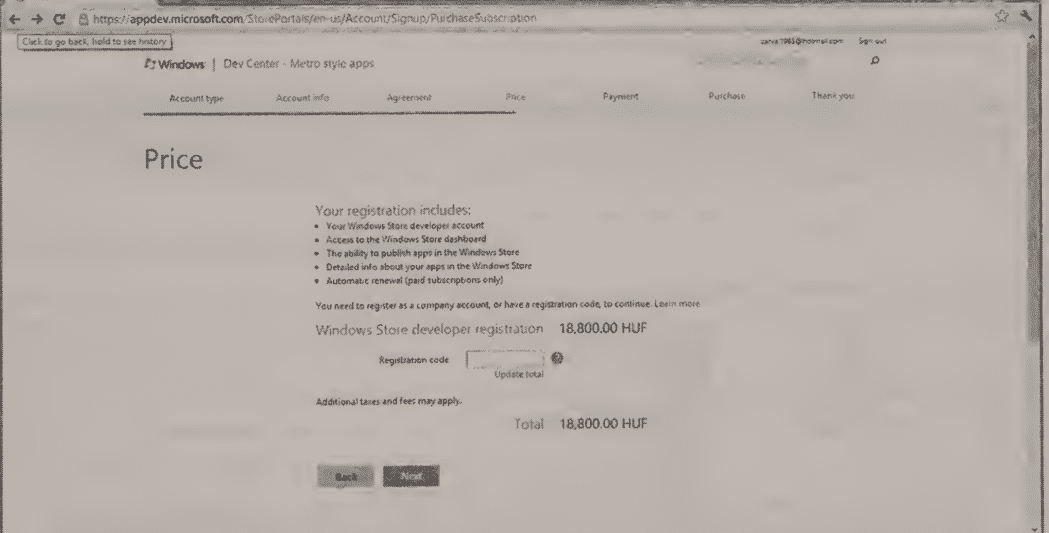 https://appdev.microsoft.com/StorePortals/en-us/Account/Signup/PurchaseSubscription
Click to go back, hold to see history
Sign out
Windows | Dev Center - Metro style apps
Account type Account info Agreement Price Payment Purchase Thank you
Price
Your registration includes:
• Your Windows Store developer account
• Access to the Windows Store dashboard
• The ability to publish apps in the Windows Store
• Detailed info about your apps in the Windows Store
• Automatic renewal (paid subscriptions only)
You need to register as a company account, or have a registration code, to continue. Learn more
Windows Store developer registration 18,800.00 HUF
Registration code ?
Update total
Additional taxes and fees may apply.
Total 18,800.00 HUF
Back Next